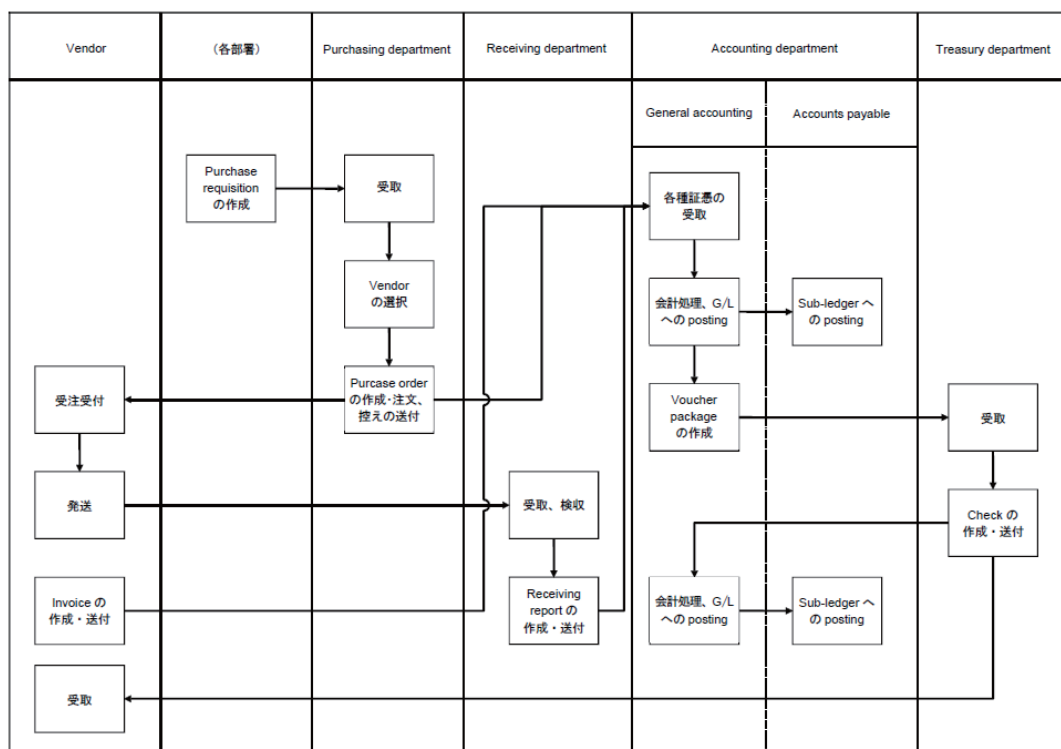 Vendor
（各部署）
Purchasing department
Receiving department
Accounting department
Treasury department
General accounting
Accounts payable
Purchase
requisition
の作成
受取
各種証憑の
受取
Vendor
の選択
会計処理、G/L
への posting
Sub-ledger へ
の posting
受注受付
Purcase order
の作成･注文、
控えの送付
Voucher
package
の作成
受取
発送
受取、検収
Check の
作成・送付
Invoice の
作成・送付
Receiving
report の
作成・送付
会計処理、G/L
への posting
Sub-ledger へ
の posting
受取